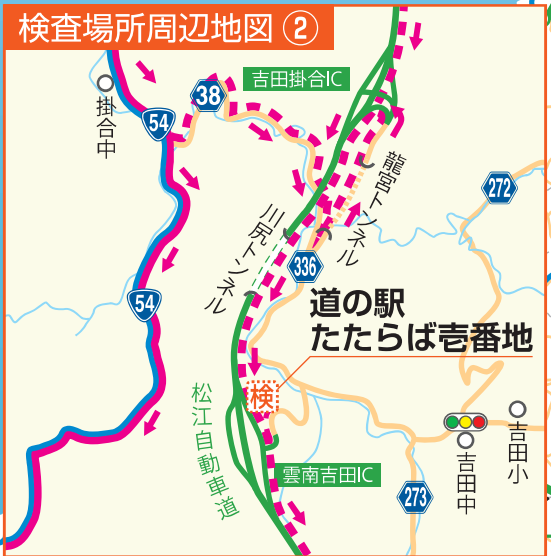 検査場所周辺地図 ②
吉田掛合IC
38
掛合中
54
龍宮トンネル
272
川尻トンネル
336
54
道の駅
たたらば壱番地
検
松江自動車道
吉田小
吉田中
雲南吉田IC
273